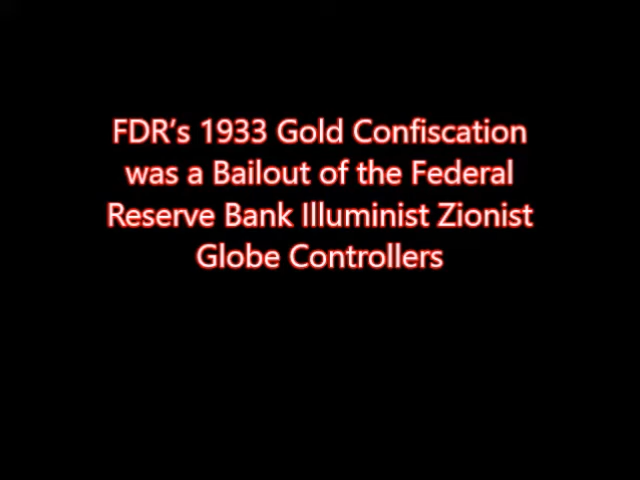 FDR’s 1933 Gold Confiscation
was a Bailout of the Federal
Reserve Bank Illuminist Zionist
Globe Controllers